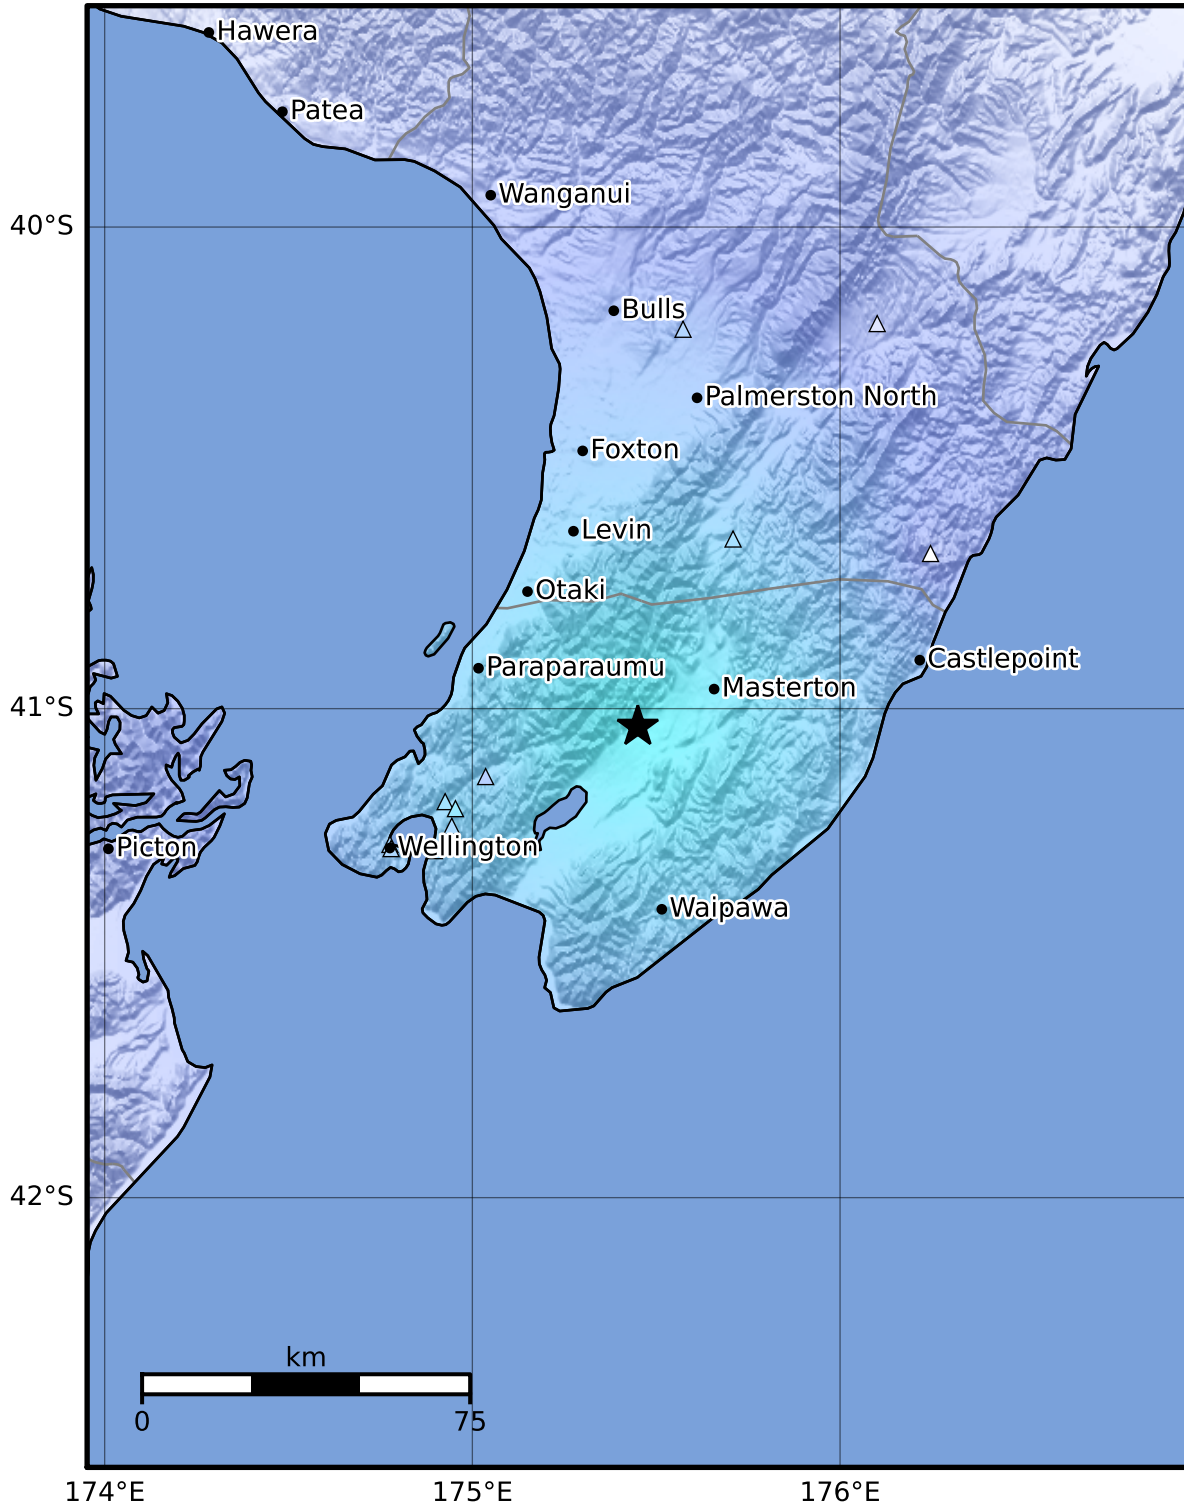 Hawera
Patea
Wanganui
40°S
Bulls
Palmerston North
Foxton
Levin
Otaki
Castlepoint
Paraparaumu
Masterton
41°S
Wellington
Picton
Waipawa
42°S
km
0
75
174°E
175°E
176°E